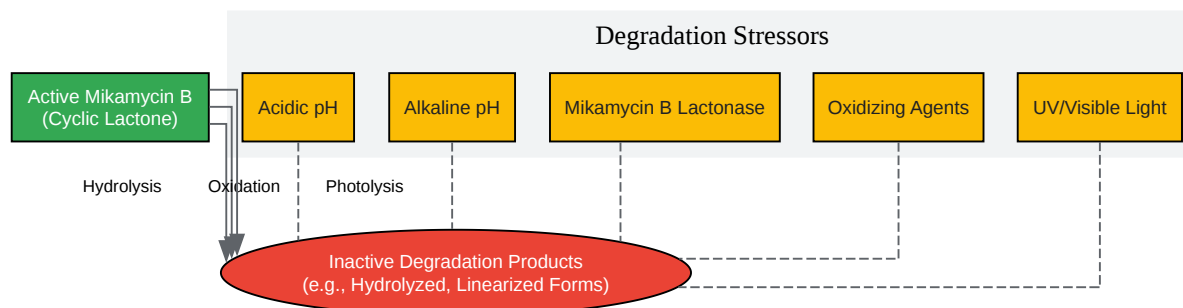 Degradation Stressors
Active Mikamycin B
(Cyclic Lactone)
Acidic pH
Alkaline pH
Mikamycin B Lactonase
Oxidizing Agents
UV/Visible Light
Hydrolysis
Oxidation
Photolysis
Inactive Degradation Products
(e.g., Hydrolyzed, Linearized Forms)